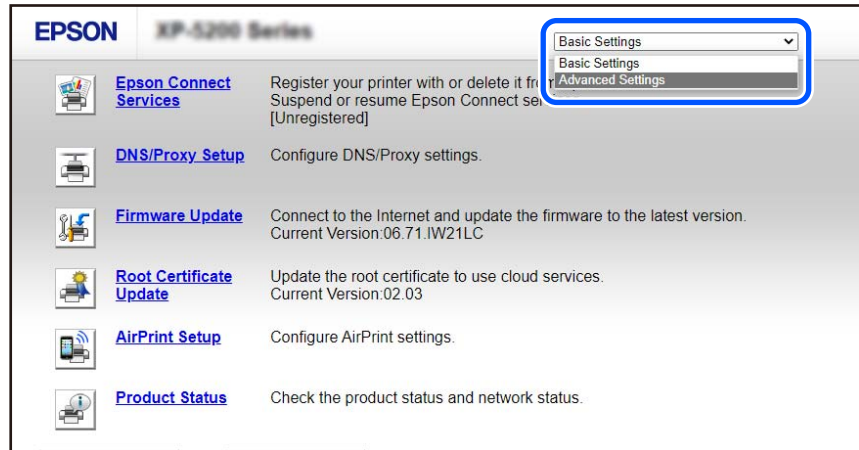 EPSON XP-5200 Series
Basic Settings
Basic Settings
Advanced Settings
Epson Connect
Services
Register your printer with or delete it
Suspend or resume Epson Connect
[Unregistered]
DNS/Proxy Setup
Configure DNS/Proxy settings.
Firmware Update
Connect to the Internet and update the firmware to the latest version.
Current Version:06.71.IW21LC
Root Certificate
Update
Update the root certificate to use cloud services.
Current Version:02.03
AirPrint Setup
Configure AirPrint settings.
Product Status
Check the product status and network status.